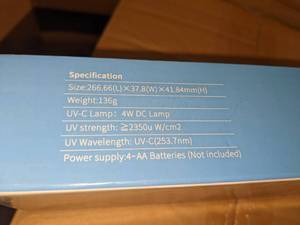 Specification
Size:266.66(L)×37.8(W)×41.84mm(H)
Weight:136g
UV-C Lamp: 4W DC Lamp
UV strength: ≧2350u W/cm2
UV Wavelength: UV-C(253.7nm)
Power supply:4-AA Batteries (Not included)